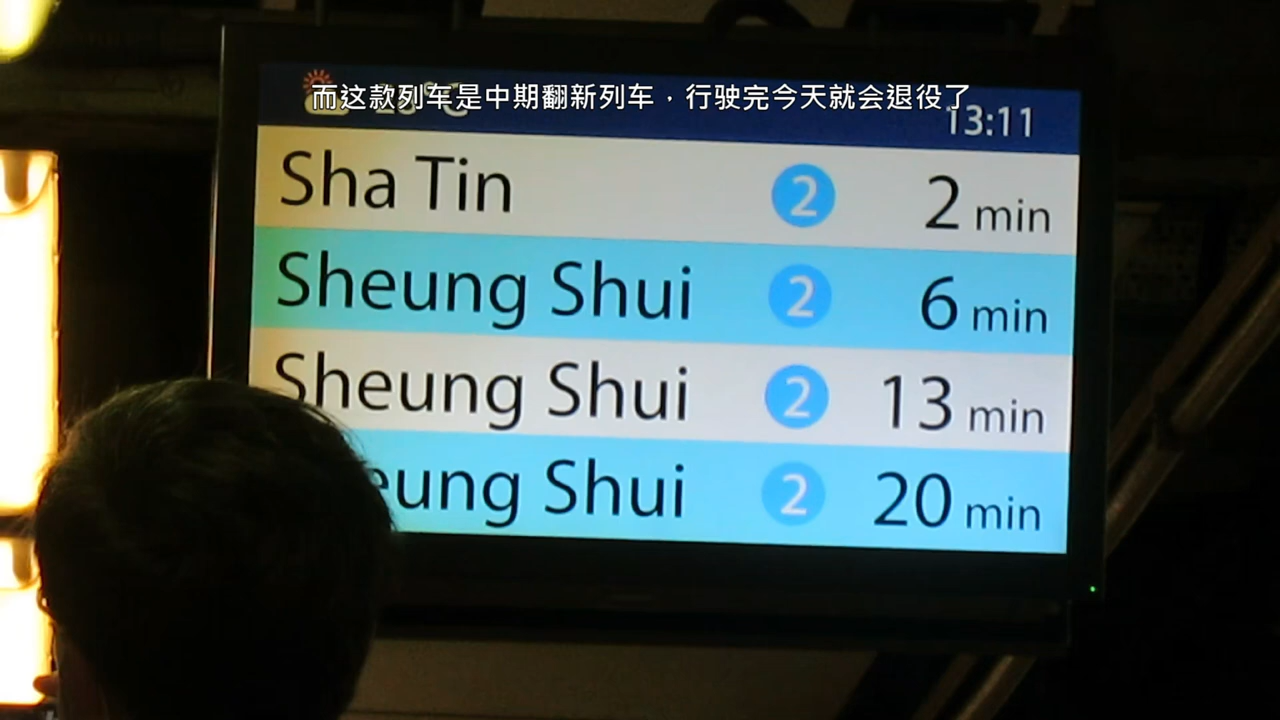 而这款列车是中期翻新列车，行驶完今天就会退役了
13:11
Sha Tin 2 2 min
Sheung Shui 2 6 min
Sheung Shui 2 13 min
Shui 2 20 min